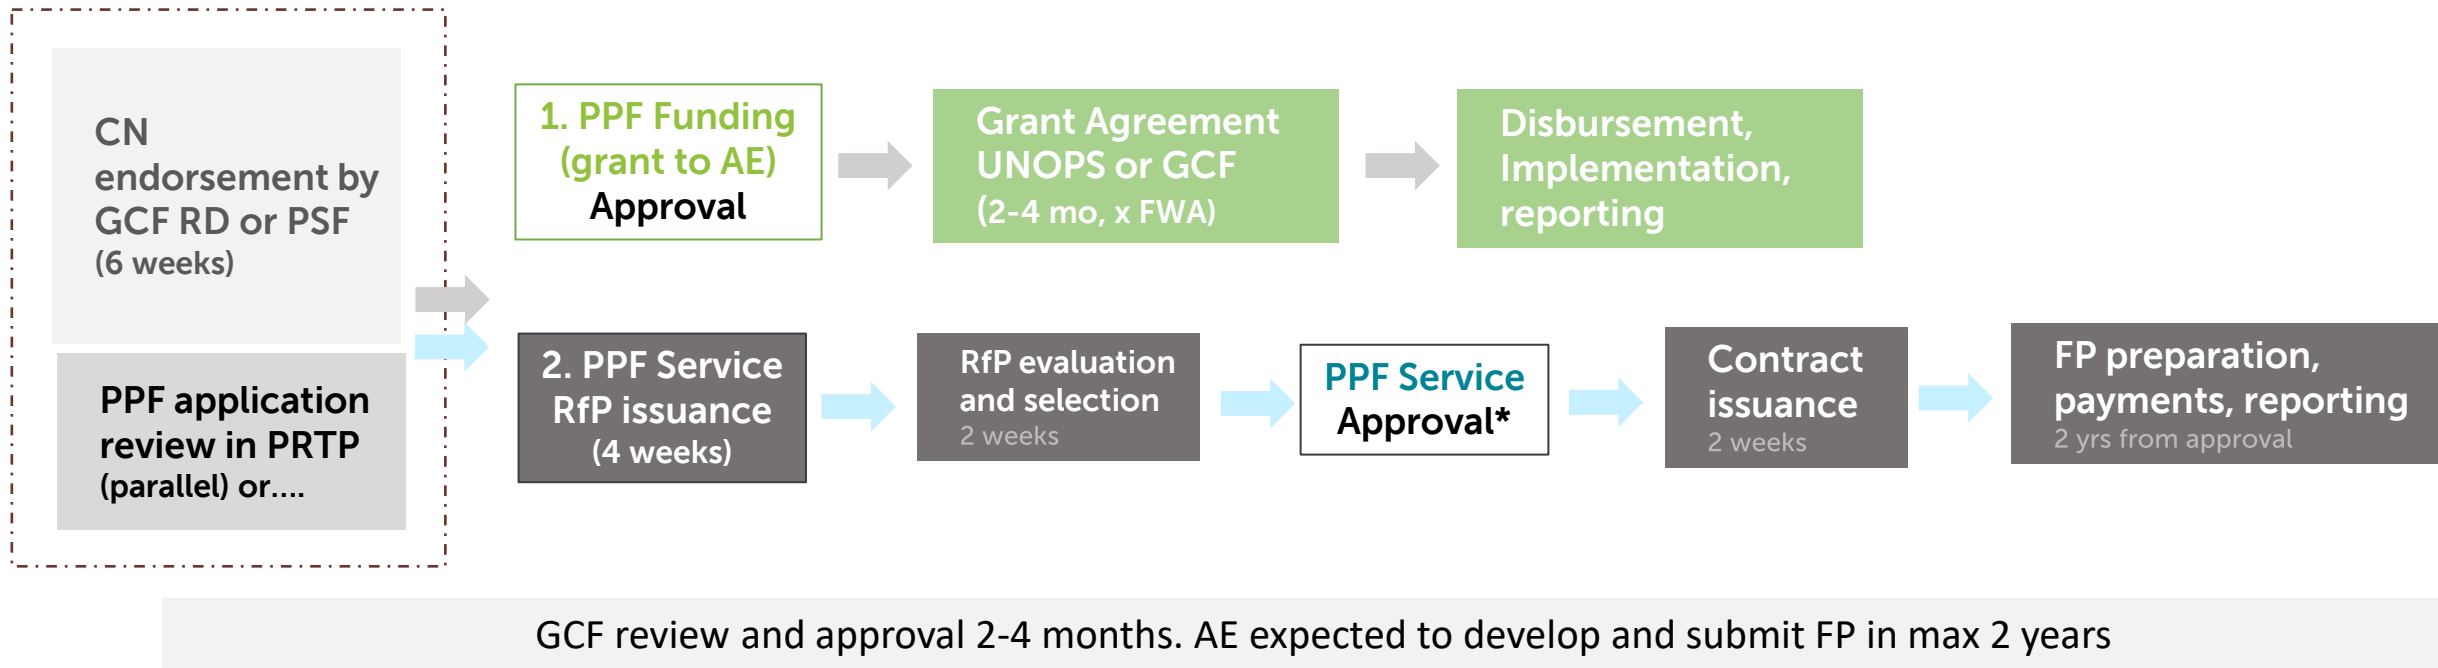 CN
endorsement by
GCF RD or PSF
(6 weeks)
PPF application
review in PRTP
(parallel) or....
1. PPF Funding
(grant to AE)
Approval
Grant Agreement
UNOPS or GCF
(2-4 mo, x FWA)
Disbursement,
Implementation,
reporting
2. PPF Service
RfP issuance
(4 weeks)
RfP evaluation
and selection
2 weeks
PPF Service
Approval*
Contract
issuance
2 weeks
FP preparation,
payments, reporting
2 yrs from approval
GCF review and approval 2-4 months. AE expected to develop and submit FP in max 2 years